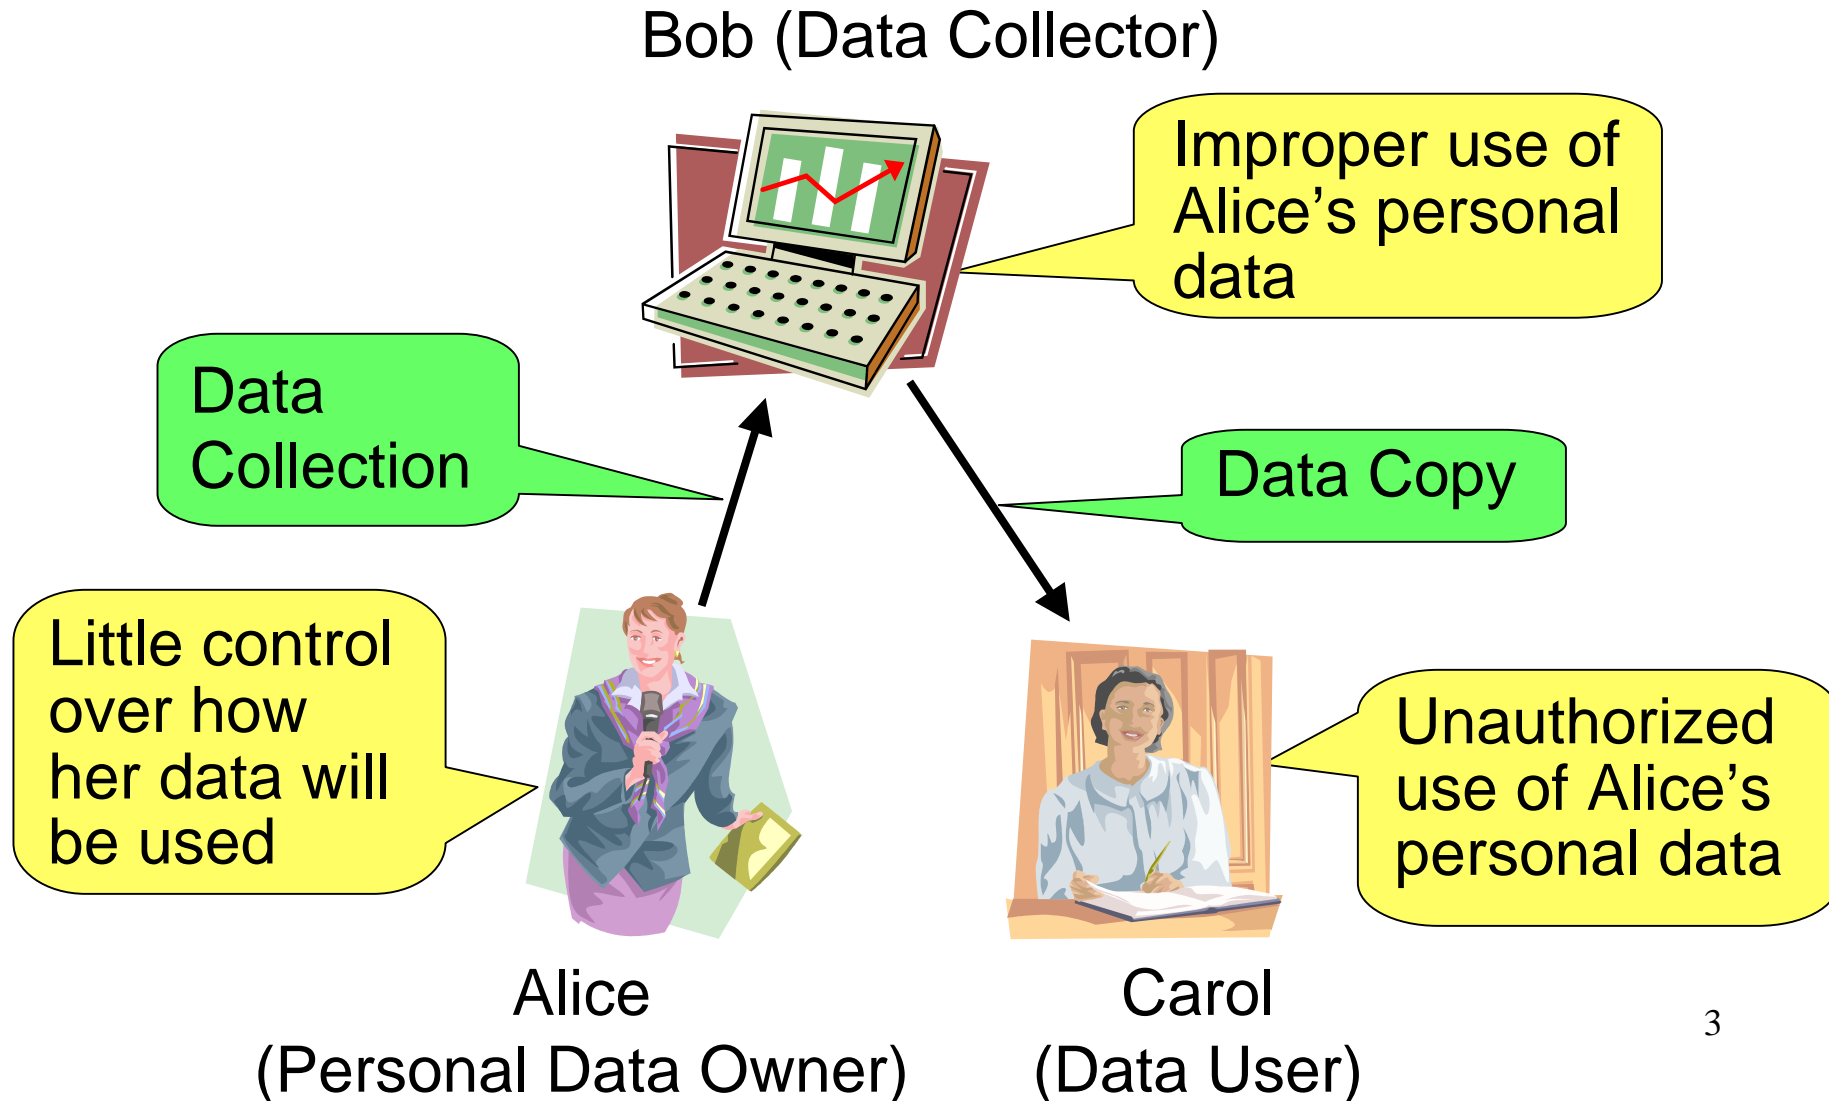 Bob (Data Collector)
Improper use of
Alice’s personal
data
Data
Collection
Data Copy
Little control
over how
her data will
be used
Unauthorized
use of Alice’s
personal data
Alice
(Personal Data Owner)
Carol
(Data User)
3